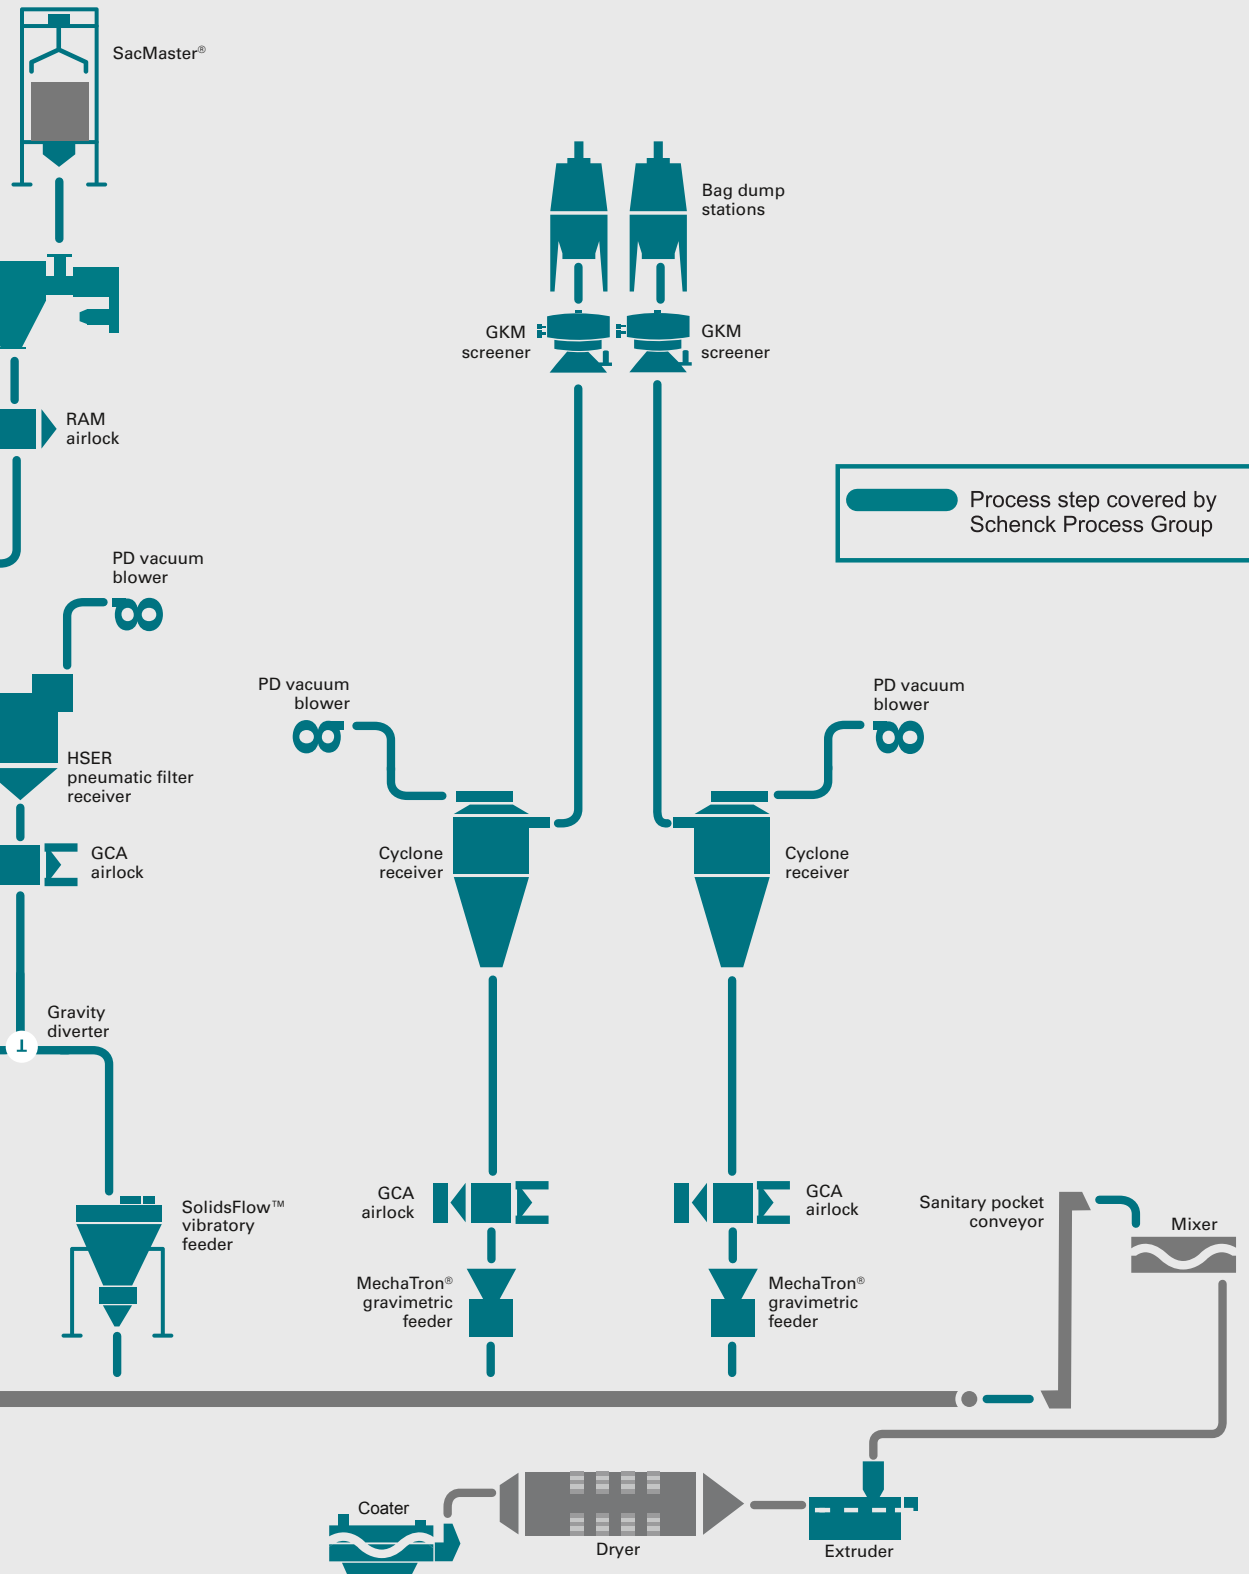 SacMaster®
Bag dump
stations
GKM
screener
GKM
screener
RAM
airlock
Process step covered by
Schenck Process Group
PD vacuum
blower
PD vacuum
blower
PD vacuum
blower
HSER
pneumatic filter
receiver
GCA
airlock
Cyclone
receiver
Cyclone
receiver
Gravity
diverter
SolidsFlow™
vibratory
feeder
GCA
airlock
GCA
airlock
Sanitary pocket
conveyor
Mixer
MechaTron®
gravimetric
feeder
MechaTron®
gravimetric
feeder
Coater
Dryer
Extruder